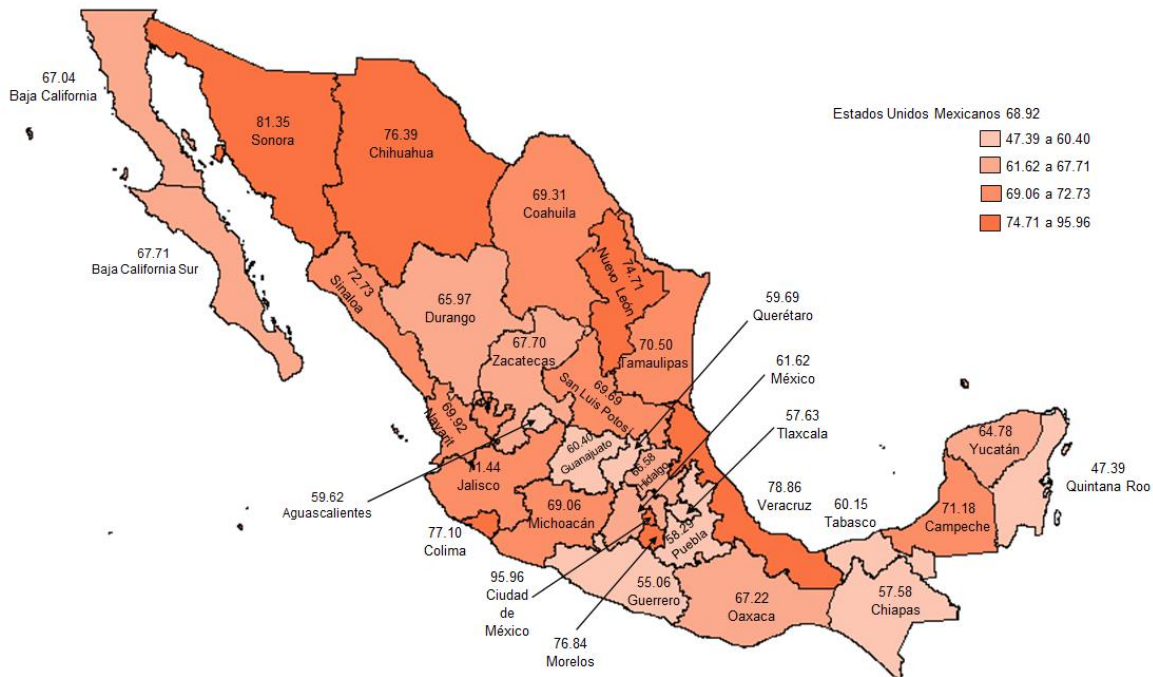 67.04
Baja California
81.35
Sonora
76.39
Chihuahua
Estados Unidos Mexicanos 68.92
47.39 a 60.40
61.62 a 67.71
69.06 a 72.73
74.71 a 95.96
69.31
Coahuila
67.71
Baja California Sur
72.73
Sinaloa
74.71
Nuevo León
65.97
Durango
59.69
Querétaro
67.70
Zacatecas
70.50
Tamaulipas
61.62
México
69.69
San Luis Potosí
69.92
Nayarit
57.63
Tlaxcala
64.78
Yucatán
60.40
Guanajuato
66.58
Hidalgo
47.39
Quintana Roo
Jalisco
59.62
Aguascalientes
69.06
Michoacán
78.86
Veracruz
60.15
Tabasco
71.18
Campeche
77.10
Colima
58.29
Puebla
95.96
Ciudad
de
México
55.06
Guerrero
67.22
Oaxaca
57.58
Chiapas
76.84
Morelos